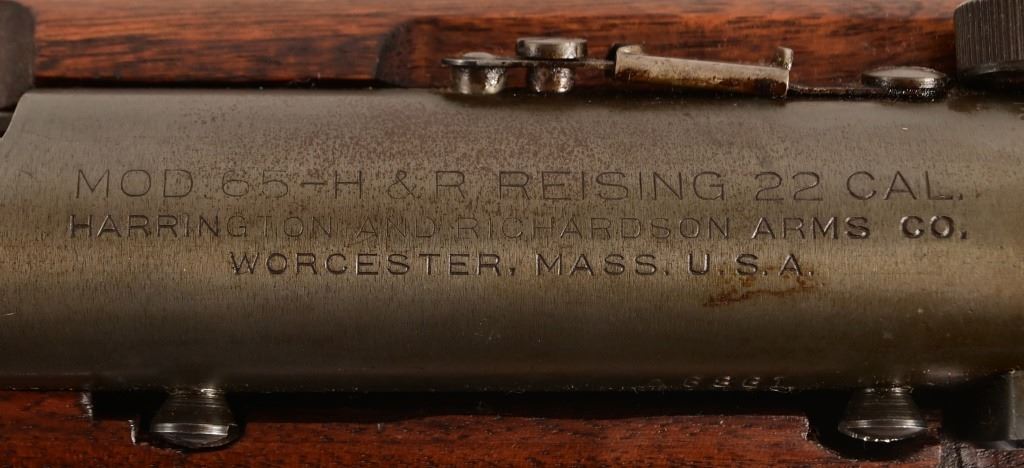 MOD. 65-H & R, REISING 22 CAL.
HARRINGTON AND RICHARDSON ARMS CO.
WORCESTER, MASS. U.S.A.